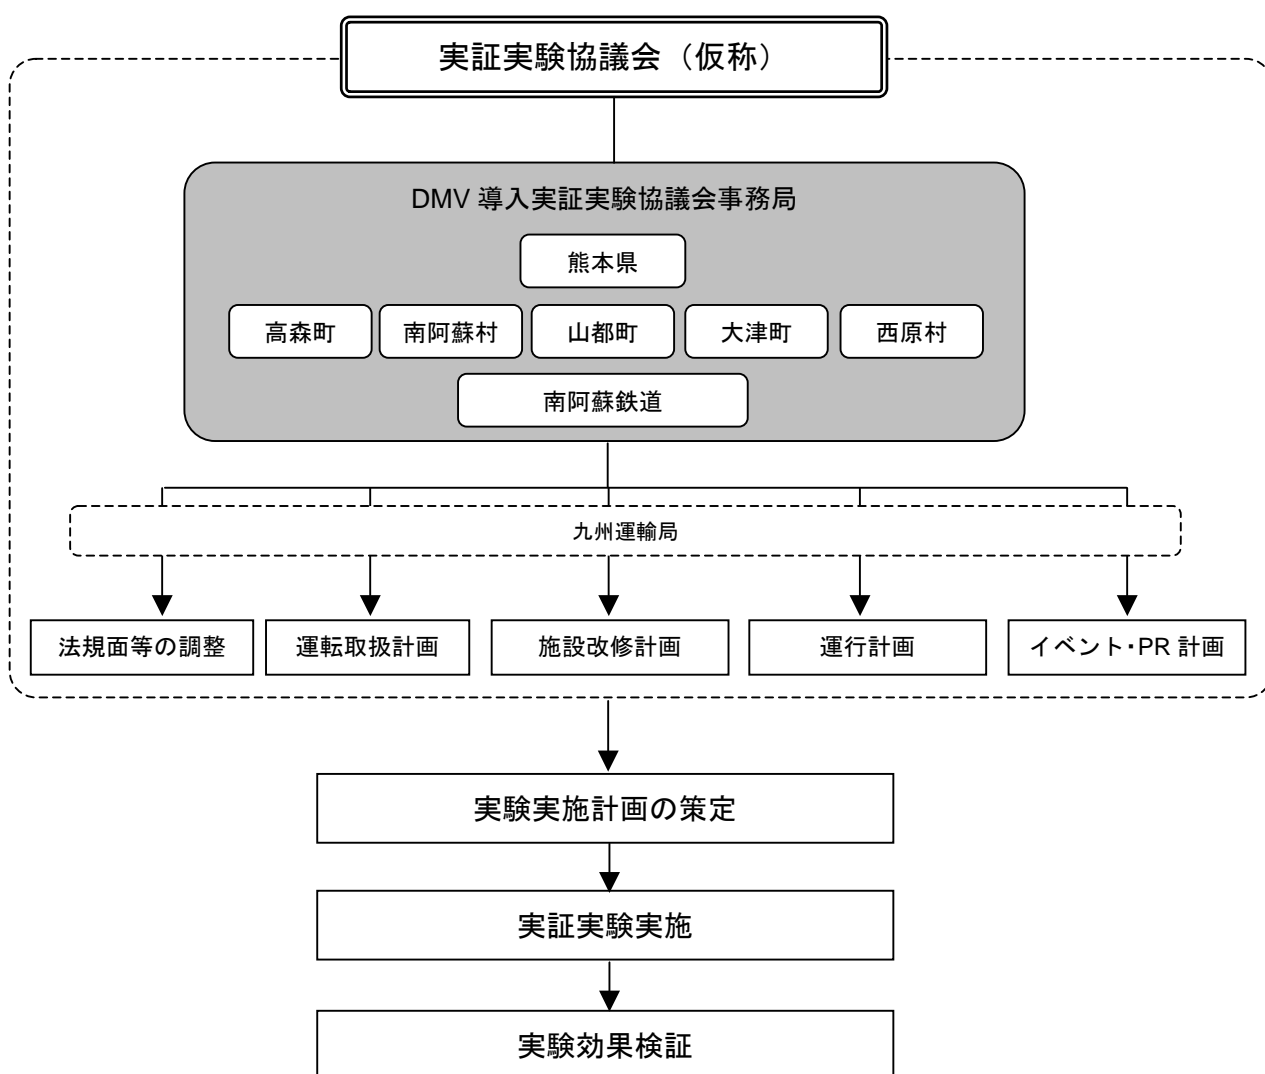 実証実験協議会（仮称）
DMV 導入実証実験協議会事務局
熊本県
高森町
南阿蘇村
山都町
大津町
西原村
南阿蘇鉄道
九州運輸局
法規面等の調整
運転取扱計画
施設改修計画
運行計画
イベント・PR 計画
実験実施計画の策定
実証実験実施
実験効果検証